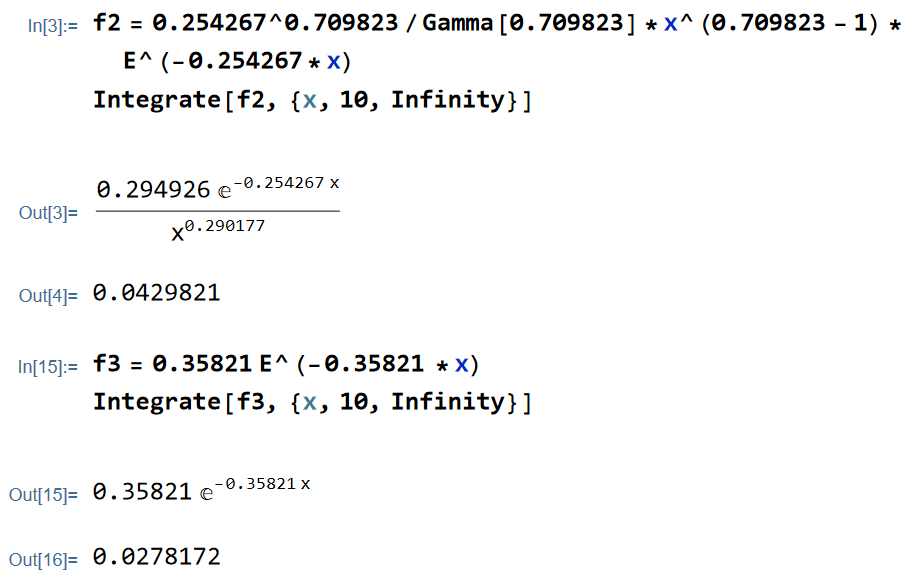 In[3]:= f2 = 0.254267^0.709823 / Gamma[0.709823] * x^(0.709823 - 1) *
E^(-0.254267 * x)
Integrate[f2, {x, 10, Infinity}]
Out[3]= 0.294926 ⅇ^-0.254267 x
x^0.290177
Out[4]= 0.0429821
In[15]:= f3 = 0.35821 E^(-0.35821 * x)
Integrate[f3, {x, 10, Infinity}]
Out[15]= 0.35821 ⅇ^-0.35821 x
Out[16]= 0.0278172